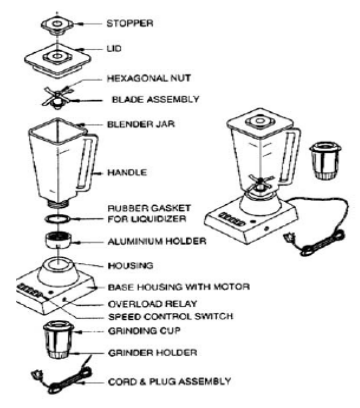 STOPPER
LID
HEXAGONAL NUT
BLADE ASSEMBLY
BLENDER JAR
HANDLE
RUBBER GASKET
FOR LIQUIDIZER
ALUMINIUM HOLDER
HOUSING
BASE HOUSING WITH MOTOR
OVERLOAD RELAY
SPEED CONTROL SWITCH
GRINDING CUP
GRINDER HOLDER
CORD & PLUG ASSEMBLY